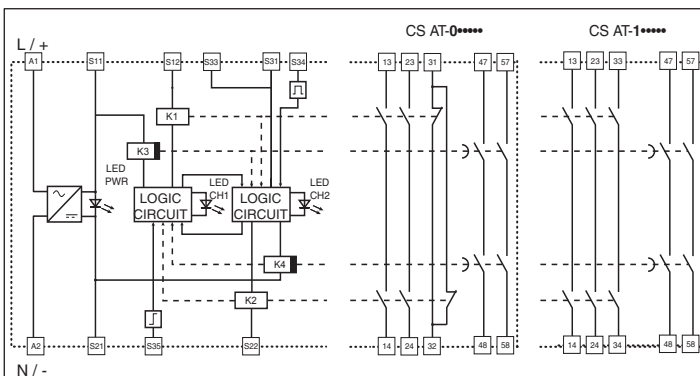 CS AT-0••••• CS AT-1•••••
L / +
A1 S11 S12 S33 S31 S34 13 23 31 47 57 13 23 33 47 57
K1
K3
LED
PWR
LED
CH1
LED
CH2
LOGIC
CIRCUIT
LOGIC
CIRCUIT
K4
K2
A2 S21 S35 S22 14 24 32 48 58 14 24 34 48 58
N / -